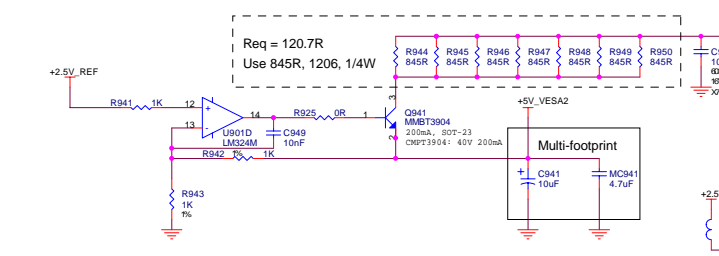 Req = 120.7R
Use 845R, 1206, 1/4W
R944 R945 R946 R947 R948 R949 R950
845R 845R 845R 845R 845R 845R 845R
+2.5V_REF
R941 1K
12
+
13
-
14
U901D
LM324M
R925 0R
1
3
2
Q941
MMBT3904
200mA, SOT-23
CMPT3904: 40V 200mA
C949
10nF
R942 1% 1K
R943
1K
1%
+5V_VESA2
Multi-footprint
+
C941
10uF
MC941
4.7uF
+2.5